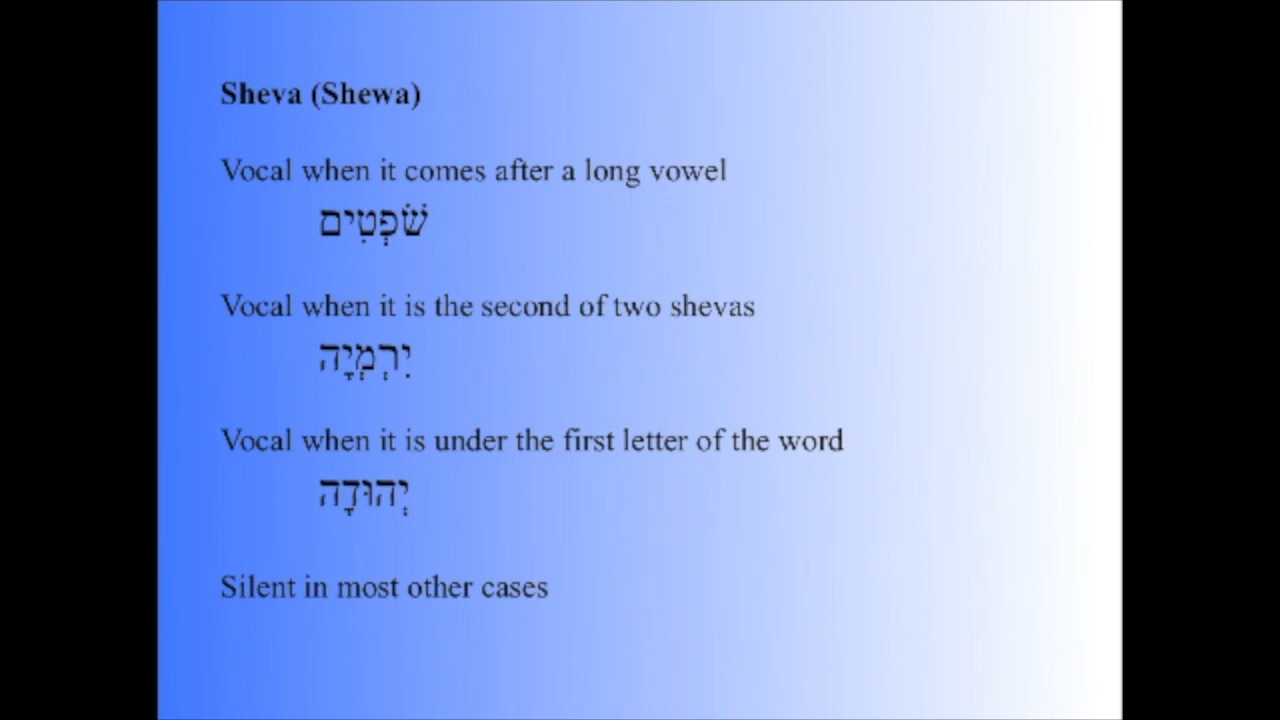 Sheva (Shewa)
Vocal when it comes after a long vowel
שֹׁפְטִים
Vocal when it is the second of two shevas
יִרְמְיָה
Vocal when it is under the first letter of the word
יְהוּדָה
Silent in most other cases